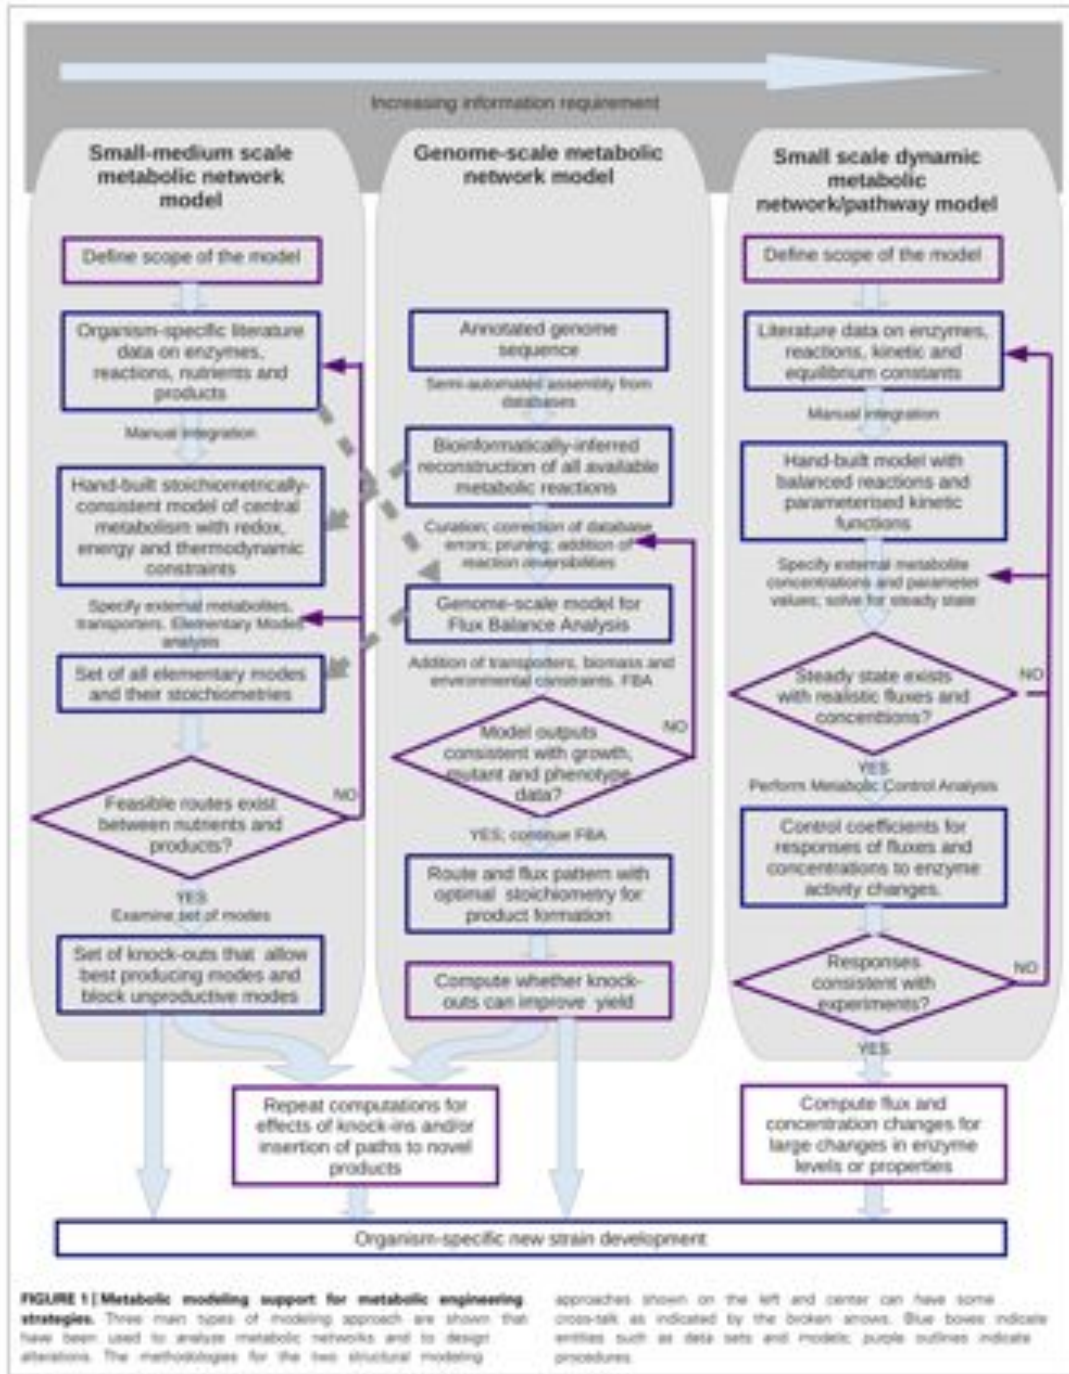 Increasing information requirement
Small-medium scale
metabolic network
model
Define scope of the model
Organism-specific literature
data on enzymes,
reactions, nutrients and
products
Manual integration
Hand-built stoichiometrically-
consistent model of central
metabolism with redox,
energy and thermodynamic
constraints
Specify external metabolites,
transporters. Elementary Modes
analysis
Set of all elementary modes
and their stoichiometries
Feasible routes exist
between nutrients and
products?
NO
YES
Examine set of modes
Set of knock-outs that allow
best producing modes and
block unproductive modes
Genome-scale metabolic
network model
Annotated genome
sequence
Semi-automated assembly from
databases
Bioinformatically-inferred
reconstruction of all available
metabolic reactions
Curation; correction of database
errors; pruning; addition of
reaction reversibilities
Genome-scale model for
Flux Balance Analysis
Addition of transporters, biomass and
environmental constraints. FBA
Model outputs
consistent with growth,
mutant and phenotype
data?
NO
YES; continue FBA
Route and flux pattern with
optimal stoichiometry for
product formation
Compute whether knock-
outs can improve yield
Small scale dynamic
metabolic
network/pathway model
Define scope of the model
Literature data on enzymes,
reactions, kinetic and
equilibrium constants
Manual integration
Hand-built model with
balanced reactions and
parameterised kinetic
functions
Specify external metabolite
concentrations and parameter
values; solve for steady state
Steady state exists
with realistic fluxes and
concenttions?
NO
YES
Perform Metabolic Control Analysis
Control coefficients for
responses of fluxes and
concentrations to enzyme
activity changes.
Responses
consistent with
experiments?
NO
YES
Repeat computations for
effects of knock-ins and/or
insertion of paths to novel
products
Compute flux and
concentration changes for
large changes in enzyme
levels or properties
Organism-specific new strain development
FIGURE 1 | Metabolic modeling support for metabolic engineering
strategies. Three main types of modeling approach are shown that
have been used to analyze metabolic networks and to design
alterations. The methodologies for the two structural modeling
approaches shown on the left and center can have some
cross-talk as indicated by the broken arrows. Blue boxes indicate
entities such as data sets and models; purple outlines indicate
procedures.